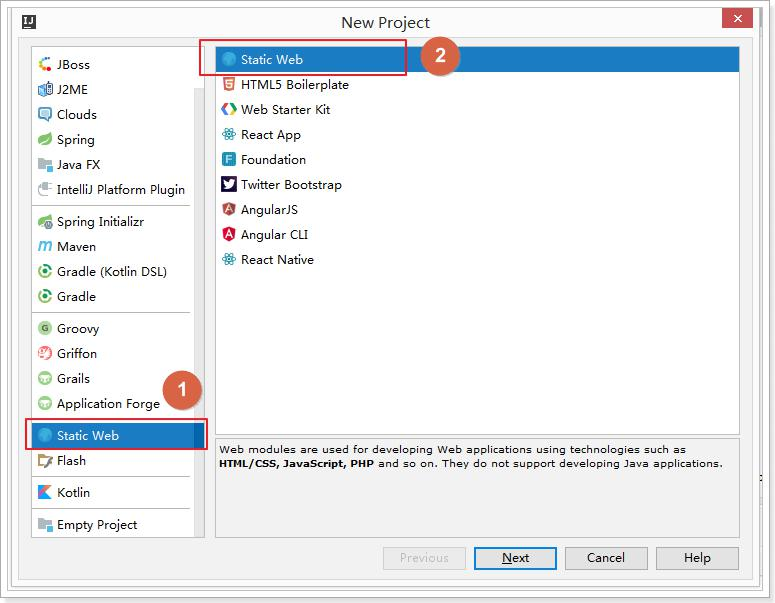 IJ
New Project
JBoss
J2ME
Clouds
Spring
Java FX
IntelliJ Platform Plugin
Spring Initializr
Maven
Gradle (Kotlin DSL)
Gradle
Groovy
Griffon
Grails
Application Forge
1
Static Web
Flash
Kotlin
Empty Project
Static Web
2
HTML5 Boilerplate
Web Starter Kit
React App
Foundation
Twitter Bootstrap
AngularJS
Angular CLI
React Native
Web modules are used for developing Web applications using technologies such as
HTML/CSS, JavaScript, PHP and so on. They do not support developing Java applications.
Previous
Next
Cancel
Help